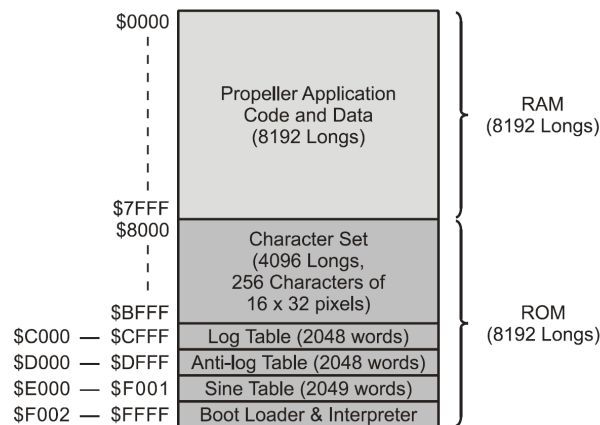 $0000
Propeller Application
Code and Data
(8192 Longs)
RAM
(8192 Longs)
$7FFF
$8000
Character Set
(4096 Longs,
256 Characters of
16 x 32 pixels)
$BFFF
ROM
(8192 Longs)
$C000 — $CFFF Log Table (2048 words)
$D000 — $DFFF Anti-log Table (2048 words)
$E000 — $F001 Sine Table (2049 words)
$F002 — $FFFF Boot Loader & Interpreter